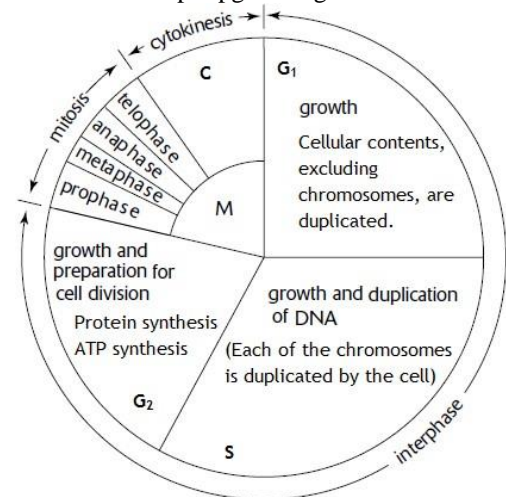 cytokinesis
mitosis
C
telophase
anaphase
metaphase
prophase
M
G₁
growth
Cellular contents,
excluding
chromosomes, are
duplicated.
growth and
preparation for
cell division
Protein synthesis
ATP synthesis
G₂
growth and duplication
of DNA
(Each of the chromosomes
is duplicated by the cell)
S
interphase